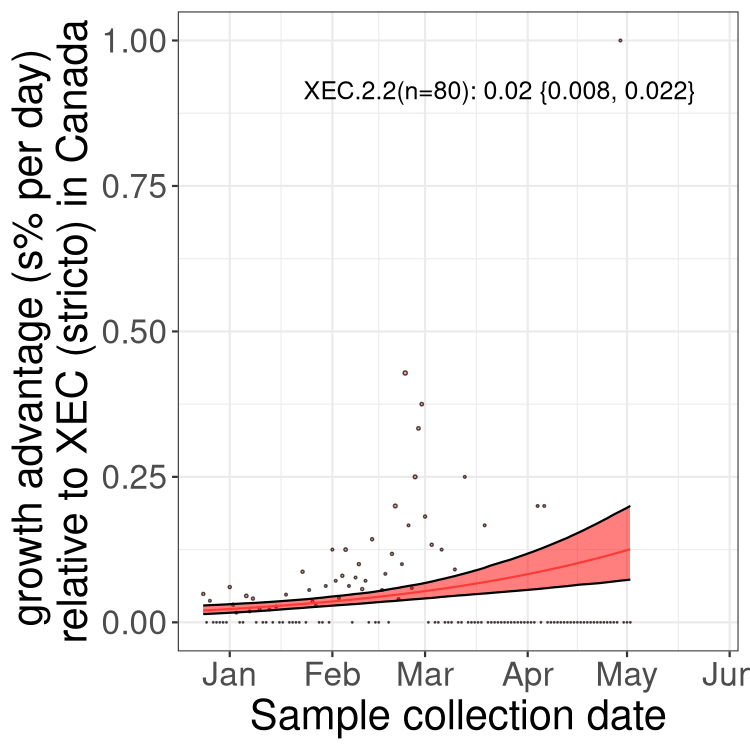 growth advantage (s% per day)
relative to XEC (stricto) in Canada
1.00
0.75
0.50
0.25
0.00
XEC.2.2(n=80): 0.02 {0.008, 0.022}
Jan Feb Mar Apr May Jun
Sample collection date